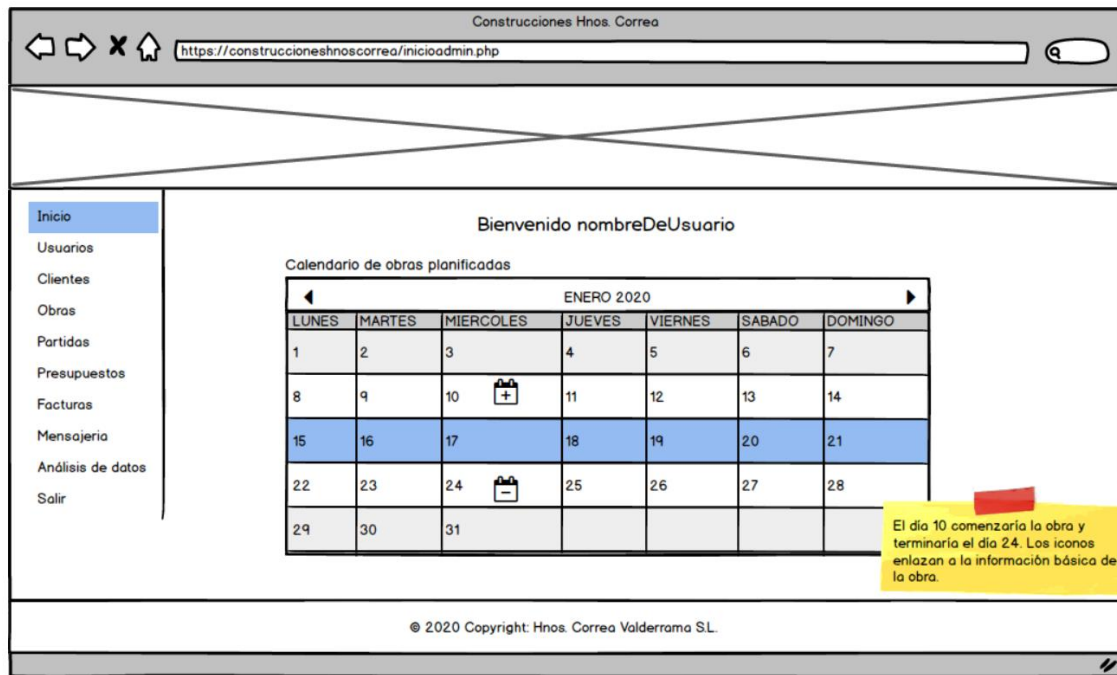 Construcciones Hnos. Correa
https://construccioneshnoscorrea/inicioadmin.php
Inicio
Usuarios
Clientes
Obras
Partidas
Presupuestos
Facturas
Mensajeria
Análisis de datos
Salir
Bienvenido nombreDeUsuario
Calendario de obras planificadas
ENERO 2020
LUNES MARTES MIERCOLES JUEVES VIERNES SABADO DOMINGO
1 2 3 4 5 6 7
8 9 10 11 12 13 14
15 16 17 18 19 20 21
22 23 24 25 26 27 28
29 30 31
El día 10 comenzaría la obra y
terminaría el día 24. Los iconos
enlazan a la información básica de
la obra.
© 2020 Copyright: Hnos. Correa Valderrama S.L.